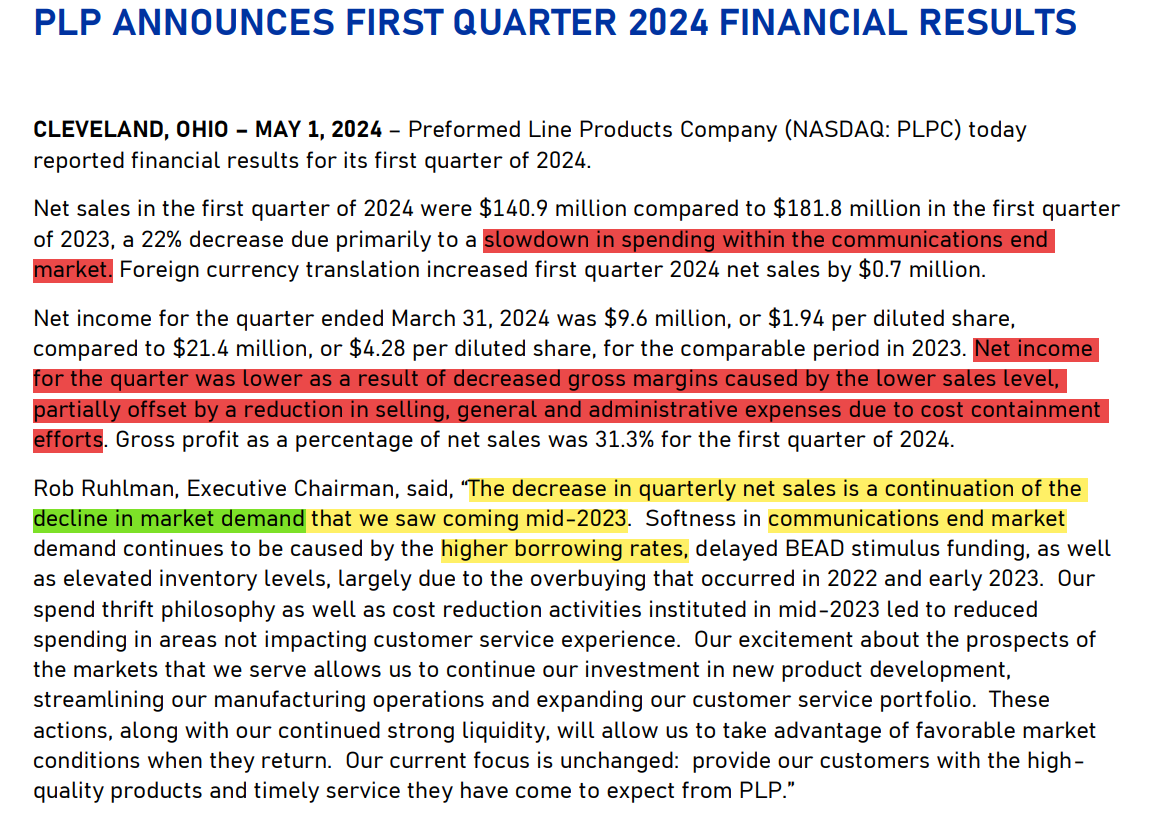 PLP ANNOUNCES FIRST QUARTER 2024 FINANCIAL RESULTS
CLEVELAND, OHIO – MAY 1, 2024 – Preformed Line Products Company (NASDAQ: PLPC) today
reported financial results for its first quarter of 2024.
Net sales in the first quarter of 2024 were $140.9 million compared to $181.8 million in the first quarter
of 2023, a 22% decrease due primarily to a slowdown in spending within the communications end
market. Foreign currency translation increased first quarter 2024 net sales by $0.7 million.
Net income for the quarter ended March 31, 2024 was $9.6 million, or $1.94 per diluted share,
compared to $21.4 million, or $4.28 per diluted share, for the comparable period in 2023. Net income
for the quarter was lower as a result of decreased gross margins caused by the lower sales level,
partially offset by a reduction in selling, general and administrative expenses due to cost containment
efforts. Gross profit as a percentage of net sales was 31.3% for the first quarter of 2024.
Rob Ruhlman, Executive Chairman, said, “The decrease in quarterly net sales is a continuation of the
decline in market demand that we saw coming mid-2023. Softness in communications end market
demand continues to be caused by the higher borrowing rates, delayed BEAD stimulus funding, as well
as elevated inventory levels, largely due to the overbuying that occurred in 2022 and early 2023. Our
spend thrift philosophy as well as cost reduction activities instituted in mid-2023 led to reduced
spending in areas not impacting customer service experience. Our excitement about the prospects of
the markets that we serve allows us to continue our investment in new product development,
streamlining our manufacturing operations and expanding our customer service portfolio. These
actions, along with our continued strong liquidity, will allow us to take advantage of favorable market
conditions when they return. Our current focus is unchanged: provide our customers with the high-
quality products and timely service they have come to expect from PLP.”